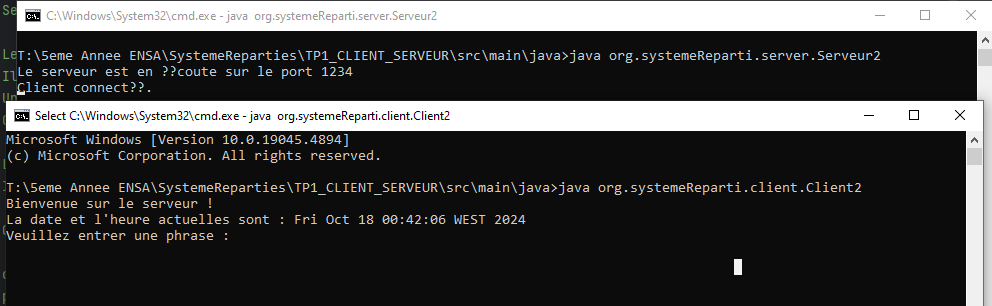 C:\Windows\System32\cmd.exe - java  org.systemeReparti.server.Serveur2
T:\5eme Annee ENSA\SystemeReparties\TP1_CLIENT_SERVEUR\src\main\java>java org.systemeReparti.server.Serveur2
Le serveur est en ??coute sur le port 1234
Client connect??.
Select C:\Windows\System32\cmd.exe - java  org.systemeReparti.client.Client2
Microsoft Windows [Version 10.0.19045.4894]
(c) Microsoft Corporation. All rights reserved.
T:\5eme Annee ENSA\SystemeReparties\TP1_CLIENT_SERVEUR\src\main\java>java org.systemeReparti.client.Client2
Bienvenue sur le serveur !
La date et l'heure actuelles sont : Fri Oct 18 00:42:06 WEST 2024
Veuillez entrer une phrase :